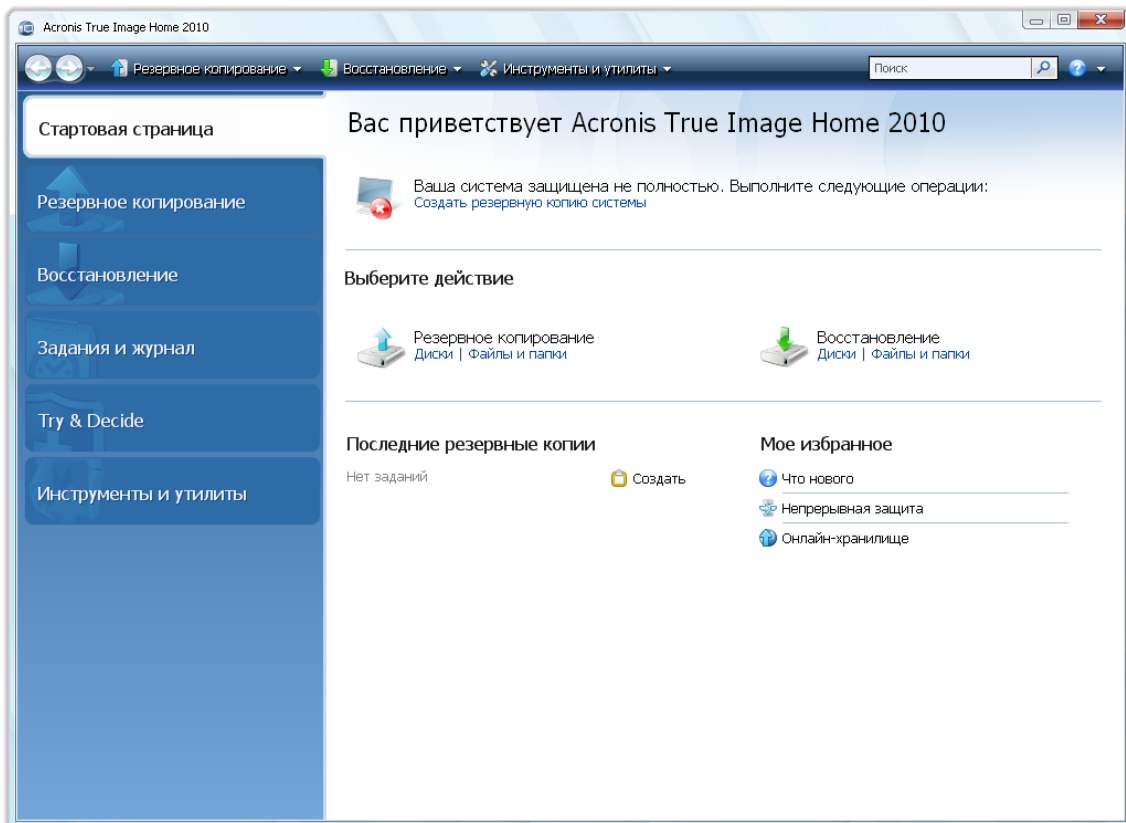 Acronis True Image Home 2010
Резервное копирование
Восстановление
Инструменты и утилиты
Поиск
Стартовая страница
Резервное копирование
Восстановление
Задания и журнал
Try & Decide
Инструменты и утилиты
Вас приветствует Acronis True Image Home 2010
Ваша система защищена не полностью. Выполните следующие операции:
Создать резервную копию системы
Выберите действие
Резервное копирование
Диски | Файлы и папки
Восстановление
Диски | Файлы и папки
Последние резервные копии
Нет заданий
Создать
Мое избранное
Что нового
Непрерывная защита
Онлайн-хранилище